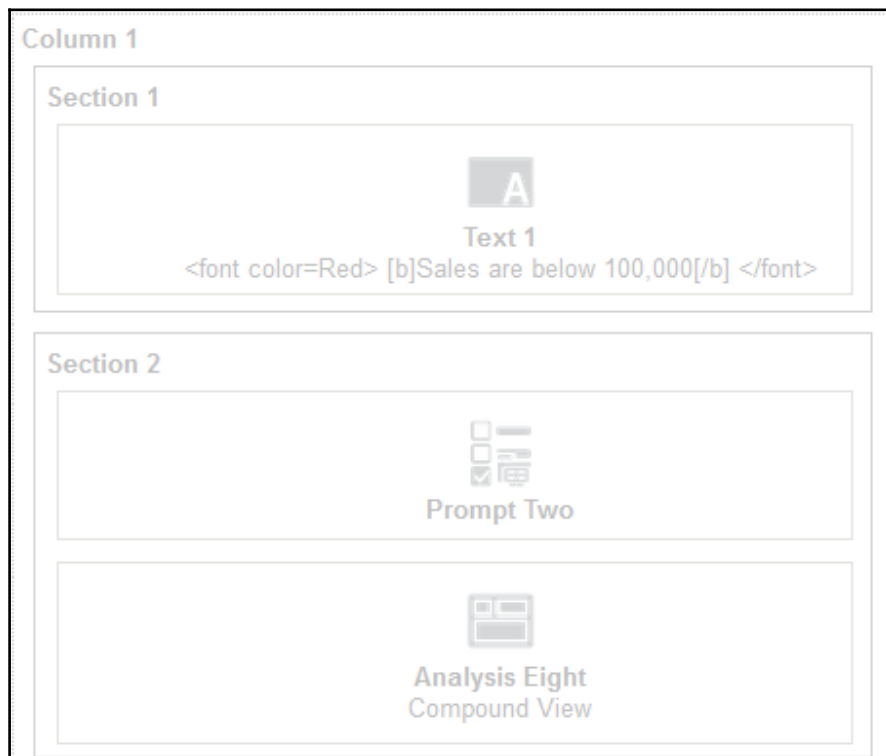 Column 1
Section 1
A
Text 1
<font color=Red> [b]Sales are below 100,000[/b] </font>
Section 2
Prompt Two
Analysis Eight
Compound View